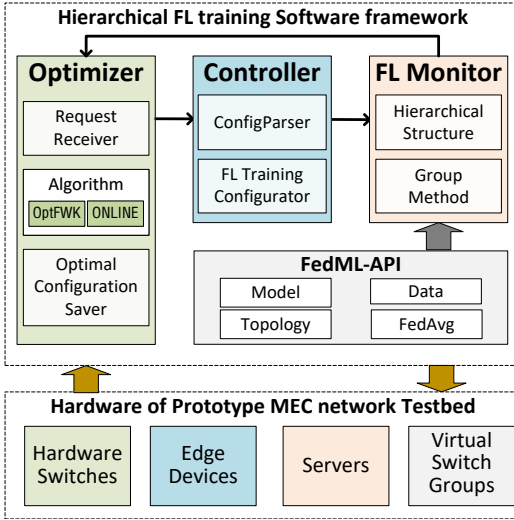 Hierarchical FL training Software framework
Optimizer
Request
Receiver
Algorithm
OptFWK
ONLINE
Optimal
Configuration
Saver
Controller
ConfigParser
FL Training
Configurator
FL Monitor
Hierarchical
Structure
Group
Method
FedML-API
Model
Data
Topology
FedAvg
Hardware of Prototype MEC network Testbed
Hardware
Switches
Edge
Devices
Servers
Virtual
Switch
Groups